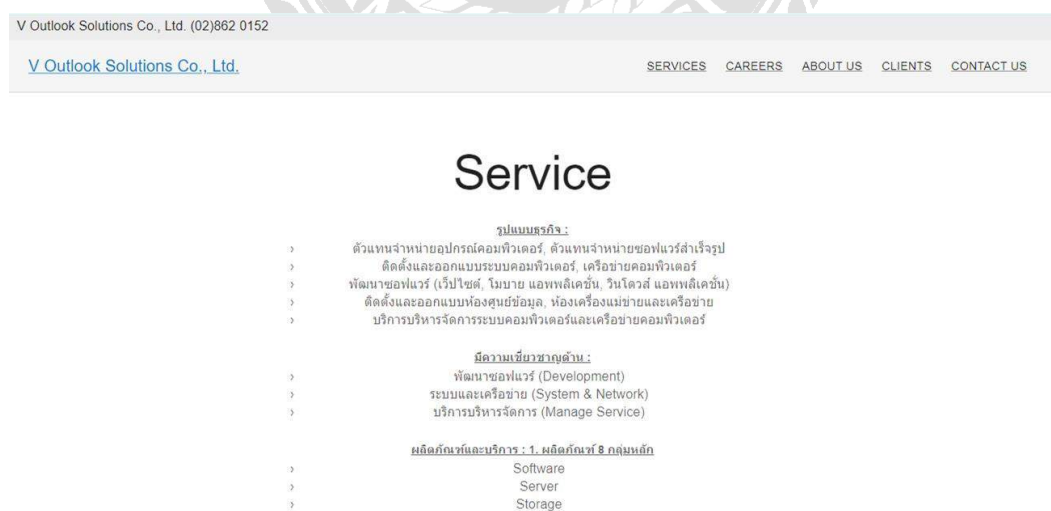 V Outlook Solutions Co., Ltd. (02)862 0152
V Outlook Solutions Co., Ltd. SERVICES CAREERS ABOUT US CLIENTS CONTACT US
Service
รูปแบบธุรกิจ :
› ตัวแทนจำหน่ายอุปกรณ์คอมพิวเตอร์, ตัวแทนจำหน่ายซอฟแวร์สำเร็จรูป
› ติดตั้งและออกแบบระบบคอมพิวเตอร์, เครือข่ายคอมพิวเตอร์
› พัฒนาซอฟแวร์ (เว็ปไซต์, โมบาย แอพพลิเคชั่น, วินโดวส์ แอพพลิเคชั่น)
› ติดตั้งและออกแบบห้องศูนย์ข้อมูล, ห้องเครื่องแม่ข่ายและเครือข่าย
› บริการบริหารจัดการระบบคอมพิวเตอร์และเครือข่ายคอมพิวเตอร์
มีความเชี่ยวชาญด้าน :
› พัฒนาซอฟแวร์ (Development)
› ระบบและเครือข่าย (System & Network)
› บริการบริหารจัดการ (Manage Service)
ผลิตภัณฑ์และบริการ : 1. ผลิตภัณฑ์ 8 กลุ่มหลัก
› Software
› Server
› Storage